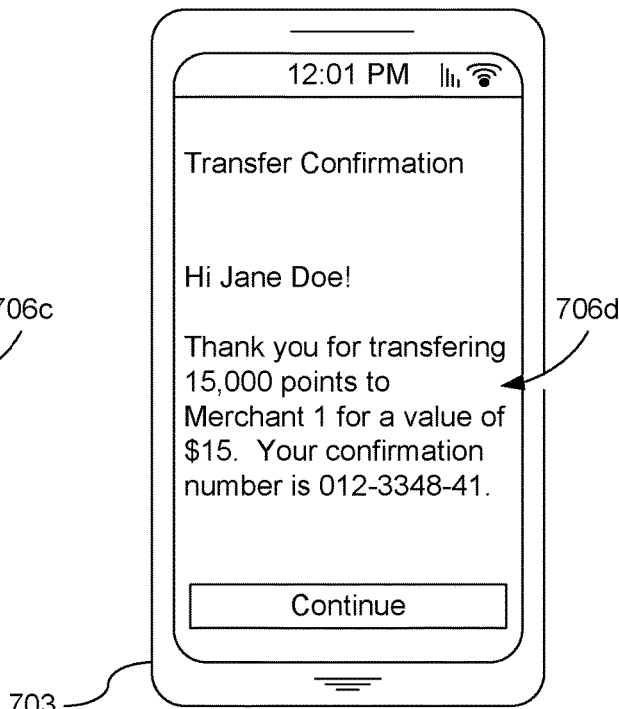 12:01 PM
Transfer Confirmation
Hi Jane Doe!
706c
706d
Thank you for transfering
15,000 points to
Merchant 1 for a value of
$15. Your confirmation
number is 012-3348-41.
Continue
703